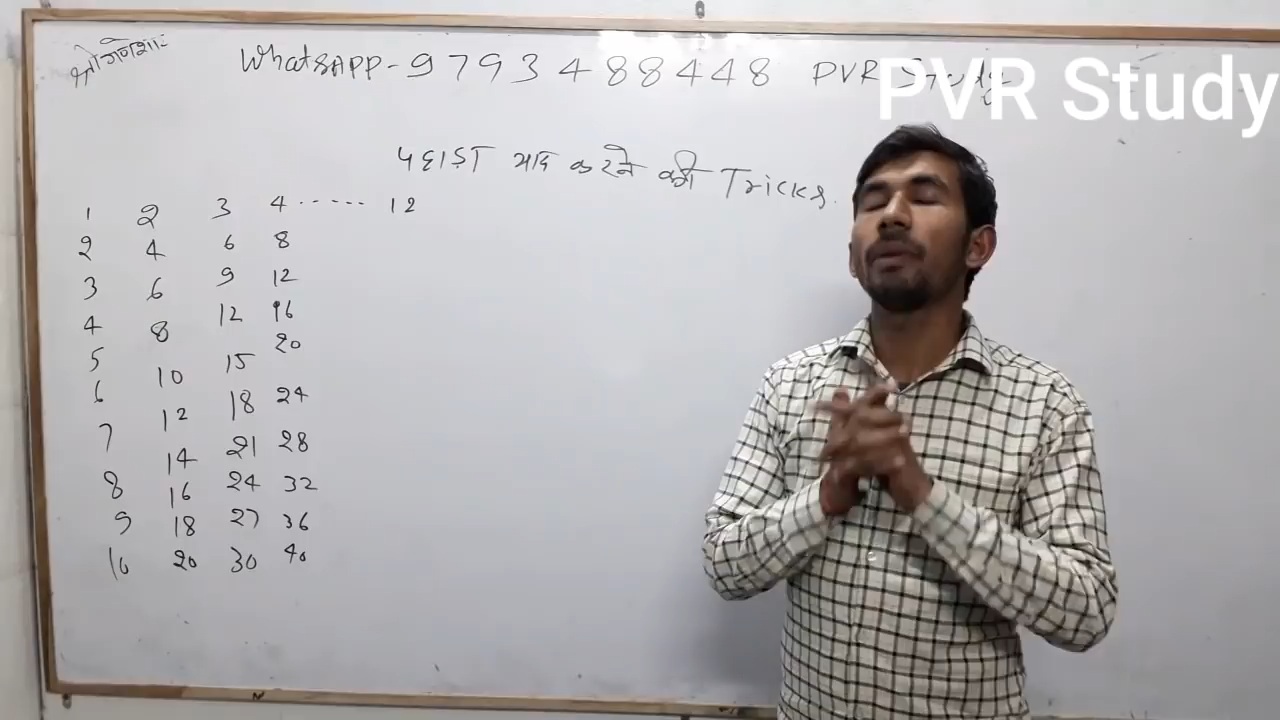 श्री गणेशाः
WhatsAPP-9793488448 PVR Study
PVR Study
पहाड़ा याद करने की Tricks.
1 2 3 4 ...... 12
2 4 6 8
3 6 9 12
4 8 12 16
5 10 15 20
6 12 18 24
7 14 21 28
8 16 24 32
9 18 27 36
10 20 30 40